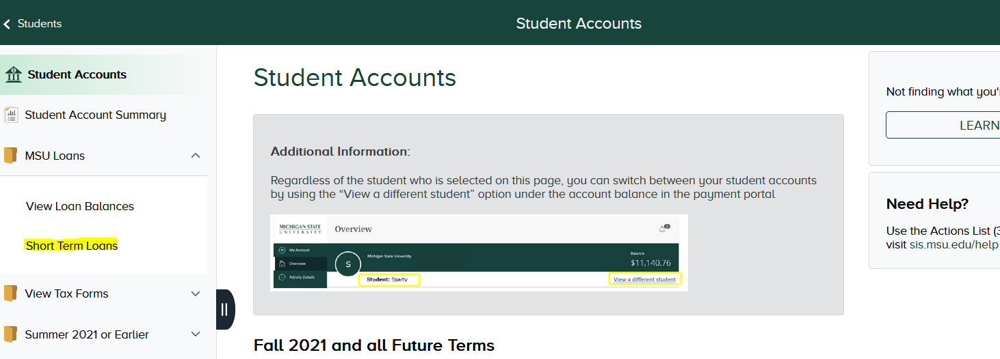 Students
Student Accounts
Student Accounts
Student Account Summary
MSU Loans
View Loan Balances
Short Term Loans
View Tax Forms
Summer 2021 or Earlier
Student Accounts
Additional Information:
Regardless of the student who is selected on this page, you can switch between your student accounts
by using the “View a different student” option under the account balance in the payment portal
MICHIGAN STATE
UNIVERSITY
Overview
My Account
Overview
Activity Details
S
Michigan State University
Student: Sparty
Balance
$11,140.76
View a different student
Fall 2021 and all Future Terms
Not finding what you'
LEARN
Need Help?
Use the Actions List (
visit sis.msu.edu/help